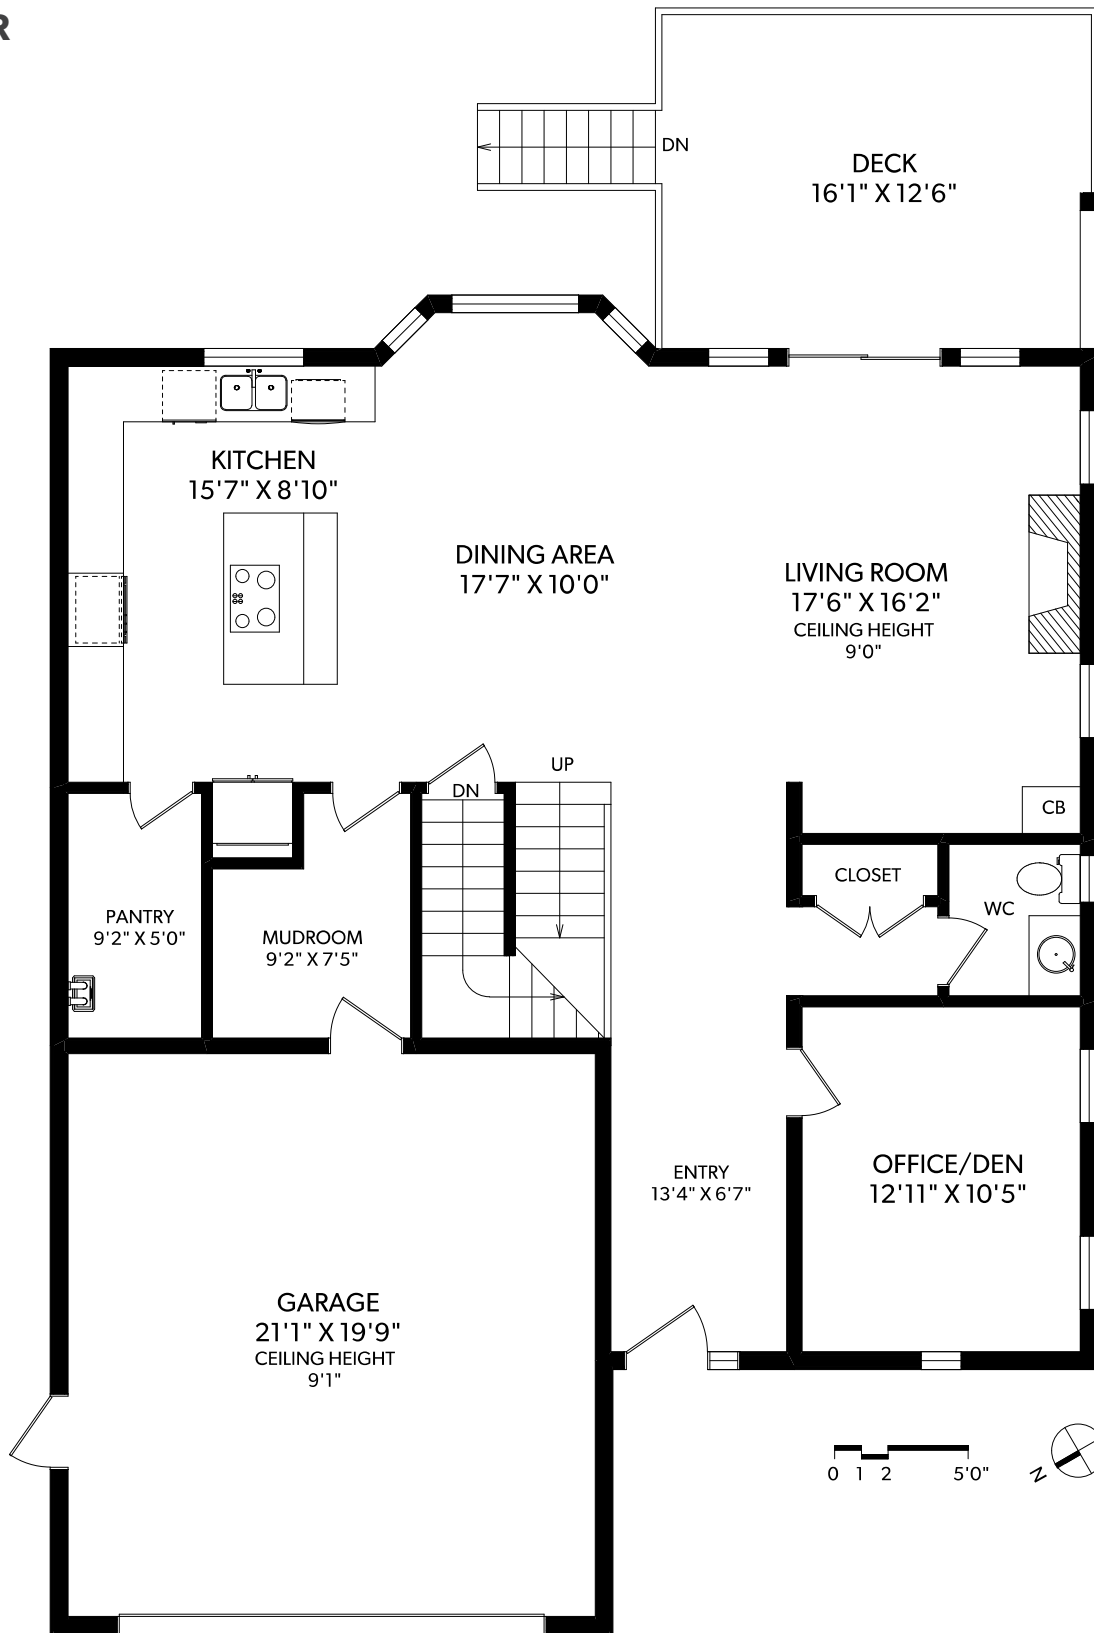 R
DN
DECK
16'1" X 12'6"
KITCHEN
15'7" X 8'10"
DINING AREA
17'7" X 10'0"
LIVING ROOM
17'6" X 16'2"
CEILING HEIGHT
9'0"
UP
DN
CB
CLOSET
WC
PANTRY
9'2" X 5'0"
MUDROOM
9'2" X 7'5"
ENTRY
13'4" X 6'7"
OFFICE/DEN
12'11" X 10'5"
GARAGE
21'1" X 19'9"
CEILING HEIGHT
9'1"
0 1 2 5'0"
N